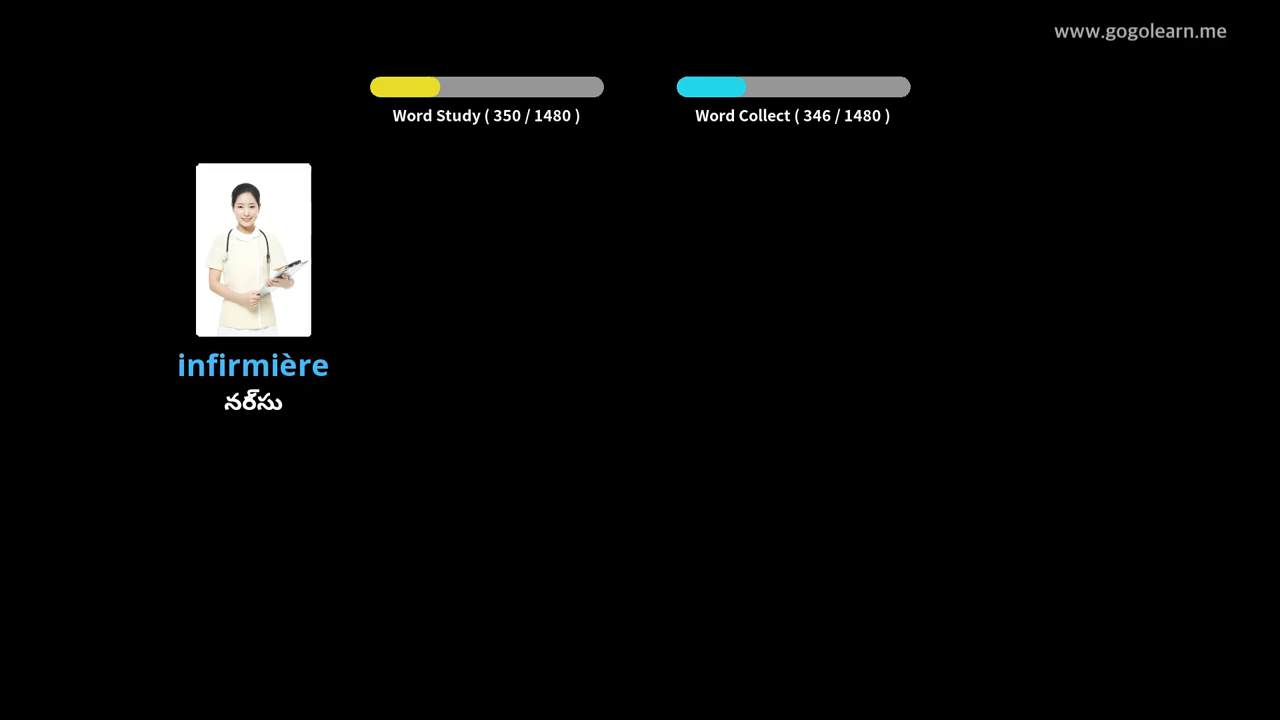 www.gogolearn.me
Word Study ( 350 / 1480 )
Word Collect ( 346 / 1480 )
infirmière
నర్సు